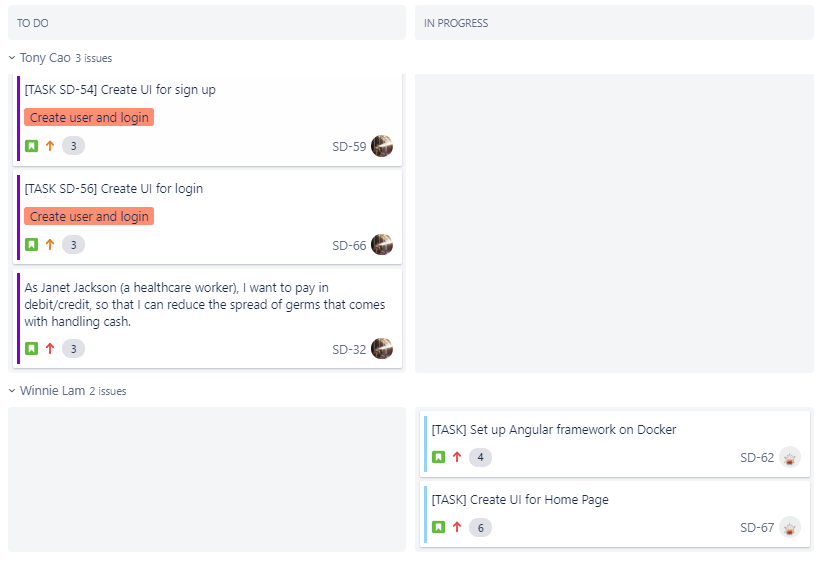 TO DO
IN PROGRESS
Tony Cao 3 issues
[TASK SD-54] Create UI for sign up
Create user and login
3
SD-59
[TASK SD-56] Create UI for login
Create user and login
3
SD-66
As Janet Jackson (a healthcare worker), I want to pay in
debit/credit, so that I can reduce the spread of germs that comes
with handling cash.
3
SD-32
Winnie Lam 2 issues
[TASK] Set up Angular framework on Docker
4
SD-62
[TASK] Create UI for Home Page
6
SD-67